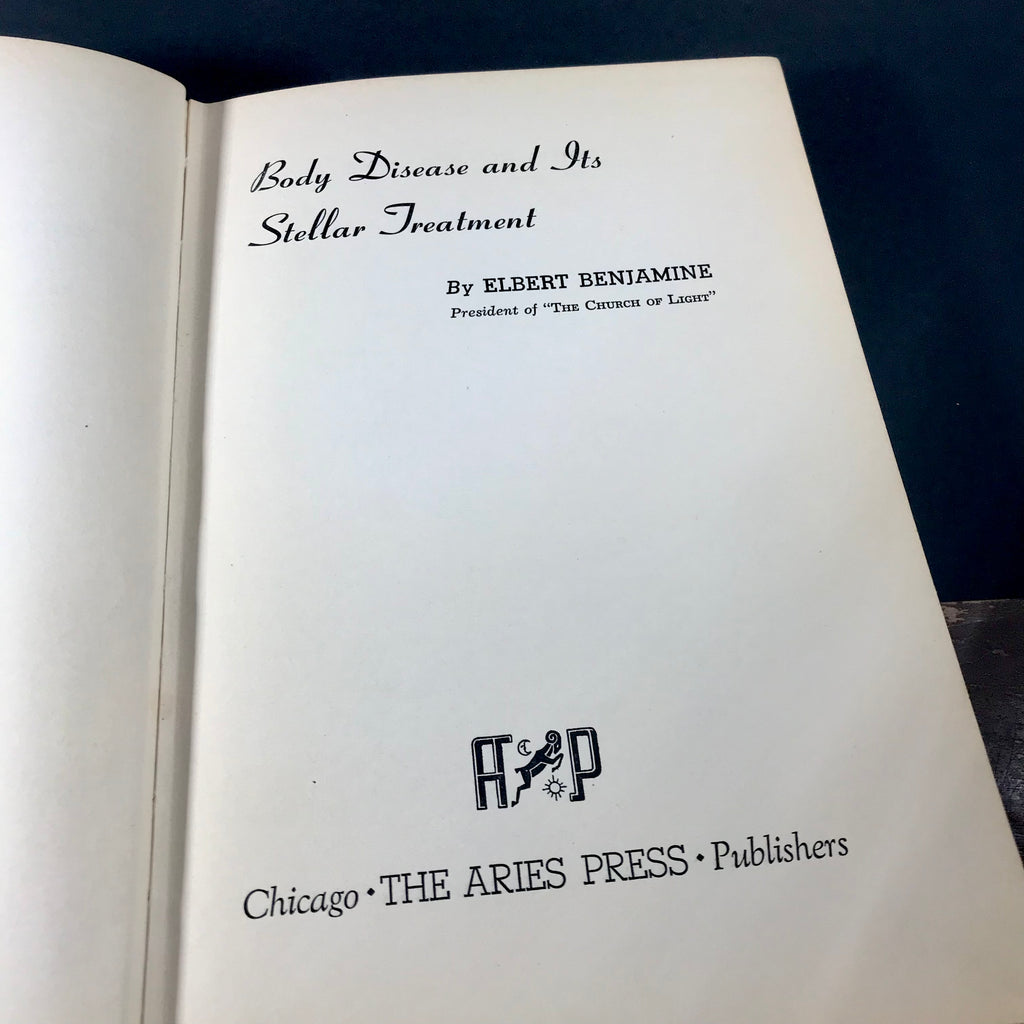 Body Disease and Its
Stellar Treatment
By ELBERT BENJAMINE
President of “THE CHURCH OF LIGHT”
A P
Chicago • THE ARIES PRESS • Publishers